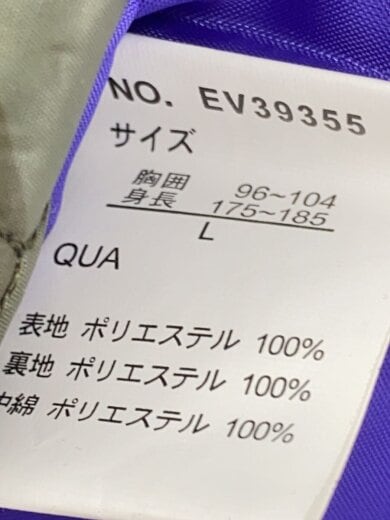 NO. EV39355
サイズ
胸囲 96~104
身長 175~185
L
QUA
表地 ポリエステル 100%
裏地 ポリエステル 100%
中綿 ポリエステル 100%